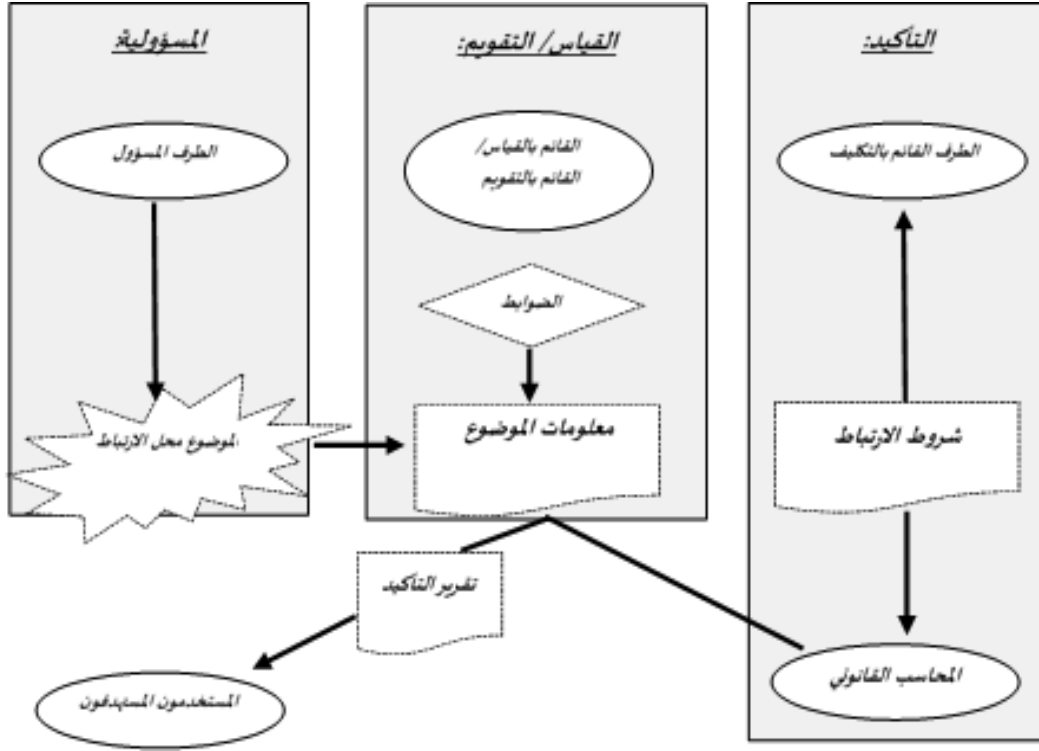 التأكيد:
القياس/ التقويم:
المسؤولية:
الطرف القائم بالتكليف
القائم بالقياس/
القائم بالتقويم
الطرف المسؤول
الضوابط
شروط الارتباط
معلومات الموضوع
الموضوع محل الارتباط
تقرير التأكيد
المحاسب القانوني
المستخدمون المستهدفون